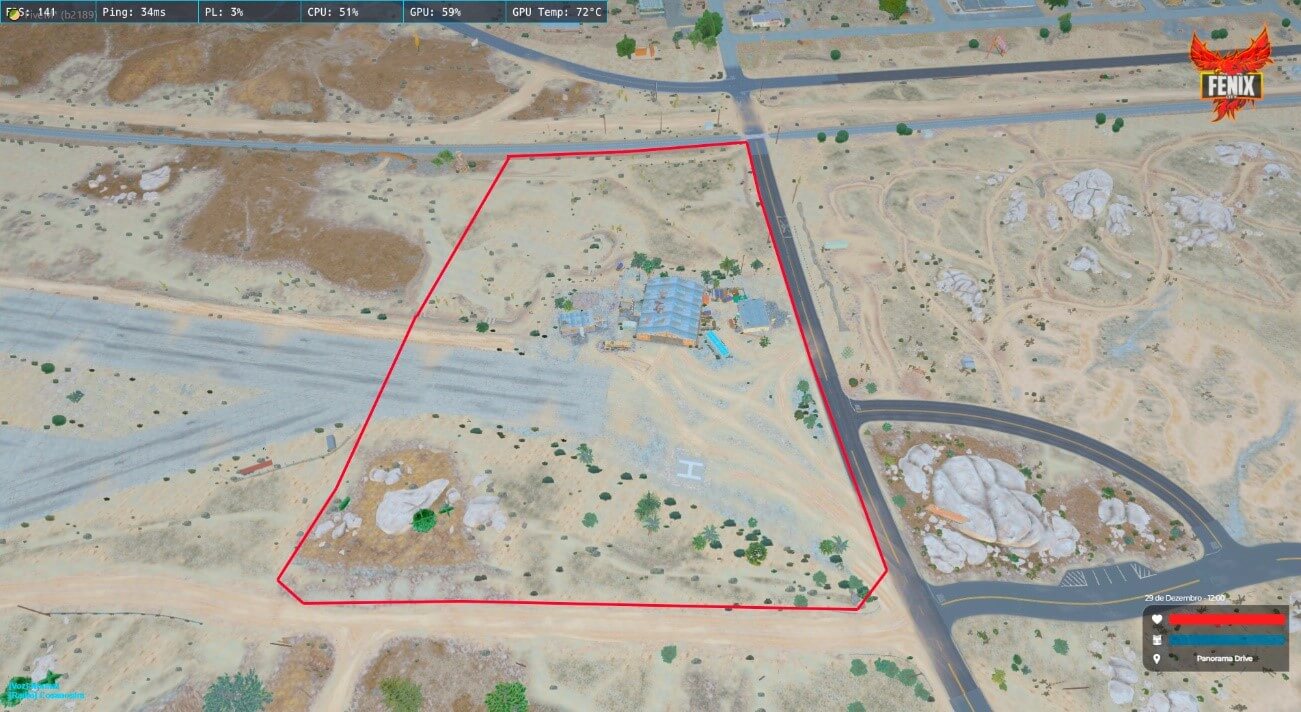 FPS: 141 Ping: 34ms PL: 3% CPU: 51% GPU: 59% GPU Temp: 72°C
(b2189)
FENIX
H
29 de Dezembro - 12:00
Panorama Drive